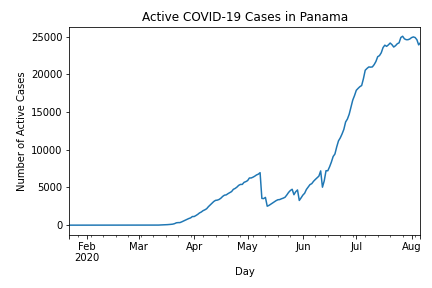 Active COVID-19 Cases in Panama
Number of Active Cases
25000
20000
15000
10000
5000
0
Feb Mar Apr May Jun Jul Aug
2020
Day